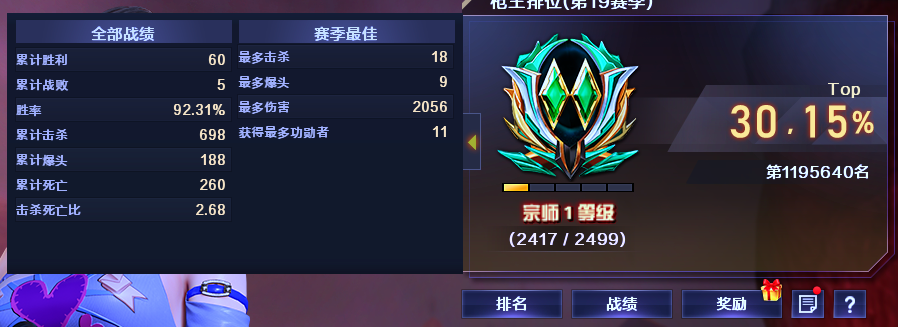 枪王排位(第19赛季)
全部战绩
累计胜利 60
累计战败 5
胜率 92.31%
累计击杀 698
累计爆头 188
累计死亡 260
击杀死亡比 2.68
赛季最佳
最多击杀 18
最多爆头 9
最多伤害 2056
获得最多功勋者 11
Top
30.15%
第1195640名
宗师1等级
(2417 / 2499)
排名
战绩
奖励
?